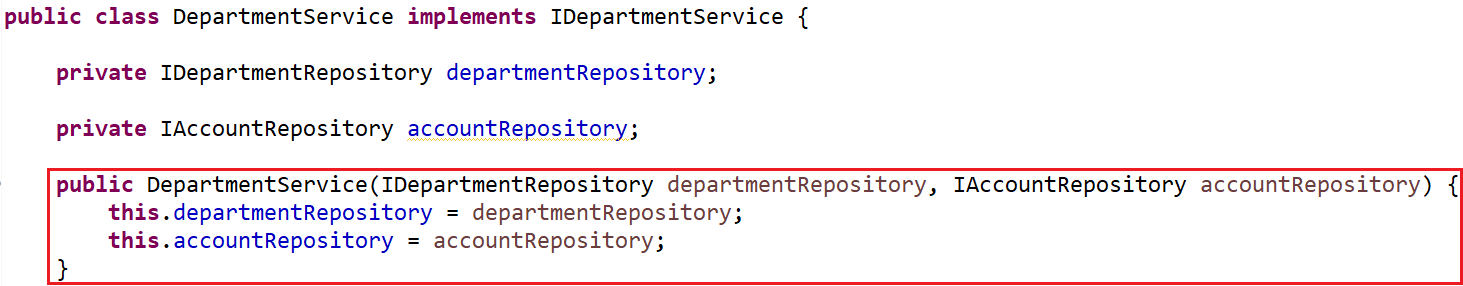 public class DepartmentService implements IDepartmentService {
private IDepartmentRepository departmentRepository;
private IAccountRepository accountRepository;
public DepartmentService(IDepartmentRepository departmentRepository, IAccountRepository accountRepository) {
this.departmentRepository = departmentRepository;
this.accountRepository = accountRepository;
}